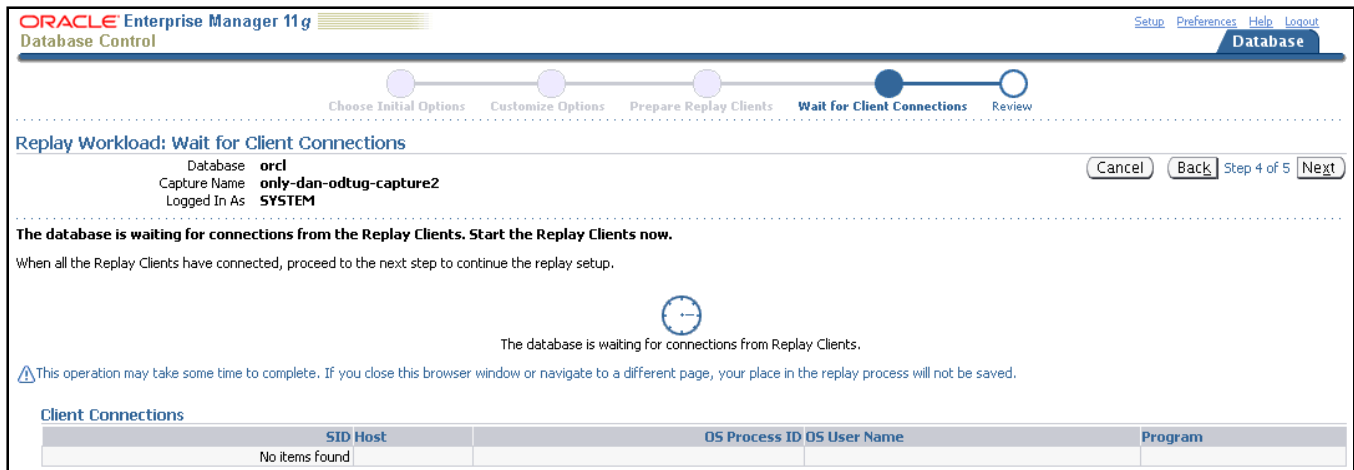 ORACLE Enterprise Manager 11g
Database Control
Setup Preferences Help Logout
Database
Choose Initial Options Customize Options Prepare Replay Clients Wait for Client Connections Review
Replay Workload: Wait for Client Connections
Database orcl
Capture Name only-dan-odtug-capture2
Logged In As SYSTEM
Cancel Back Step 4 of 5 Next
The database is waiting for connections from the Replay Clients. Start the Replay Clients now.
When all the Replay Clients have connected, proceed to the next step to continue the replay setup.
The database is waiting for connections from Replay Clients.
This operation may take some time to complete. If you close this browser window or navigate to a different page, your place in the replay process will not be saved.
Client Connections
SID Host OS Process ID OS User Name Program
No items found